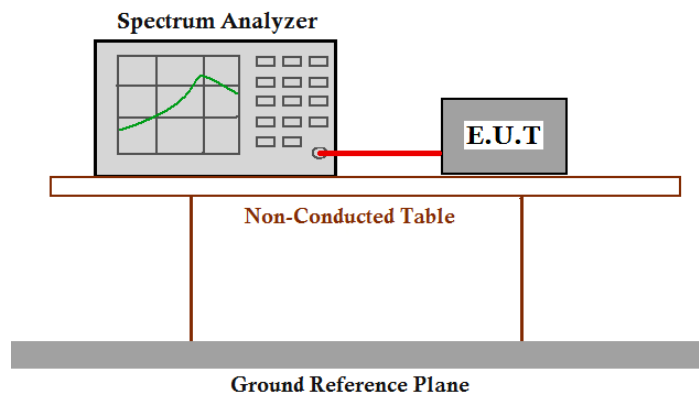 Spectrum Analyzer
E.U.T
Non-Conducted Table
Ground Reference Plane